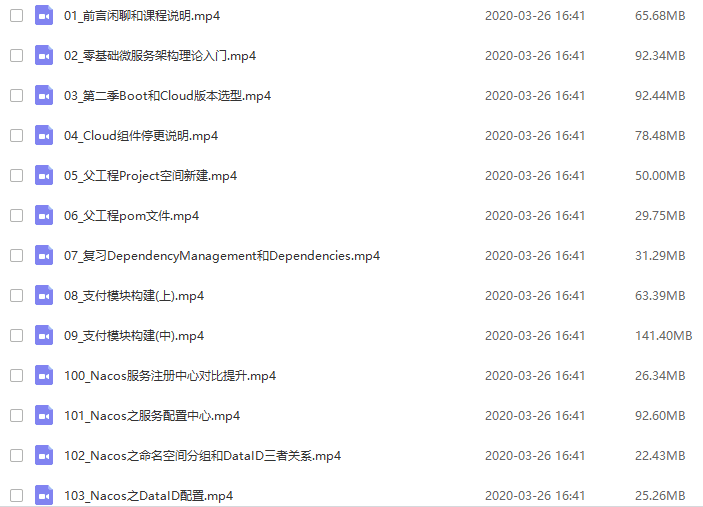 01_前言闲聊和课程说明.mp4 2020-03-26 16:41 65.68MB
02_零基础微服务架构理论入门.mp4 2020-03-26 16:41 92.34MB
03_第二季Boot和Cloud版本选型.mp4 2020-03-26 16:41 92.44MB
04_Cloud组件停更说明.mp4 2020-03-26 16:41 78.48MB
05_父工程Project空间新建.mp4 2020-03-26 16:41 50.00MB
06_父工程pom文件.mp4 2020-03-26 16:41 29.75MB
07_复习DependencyManagement和Dependencies.mp4 2020-03-26 16:41 31.29MB
08_支付模块构建(上).mp4 2020-03-26 16:41 63.39MB
09_支付模块构建(中).mp4 2020-03-26 16:41 141.40MB
100_Nacos服务注册中心对比提升.mp4 2020-03-26 16:41 26.34MB
101_Nacos之服务配置中心.mp4 2020-03-26 16:41 92.60MB
102_Nacos之命名空间分组和DataID三者关系.mp4 2020-03-26 16:41 22.43MB
103_Nacos之DataID配置.mp4 2020-03-26 16:41 25.26MB